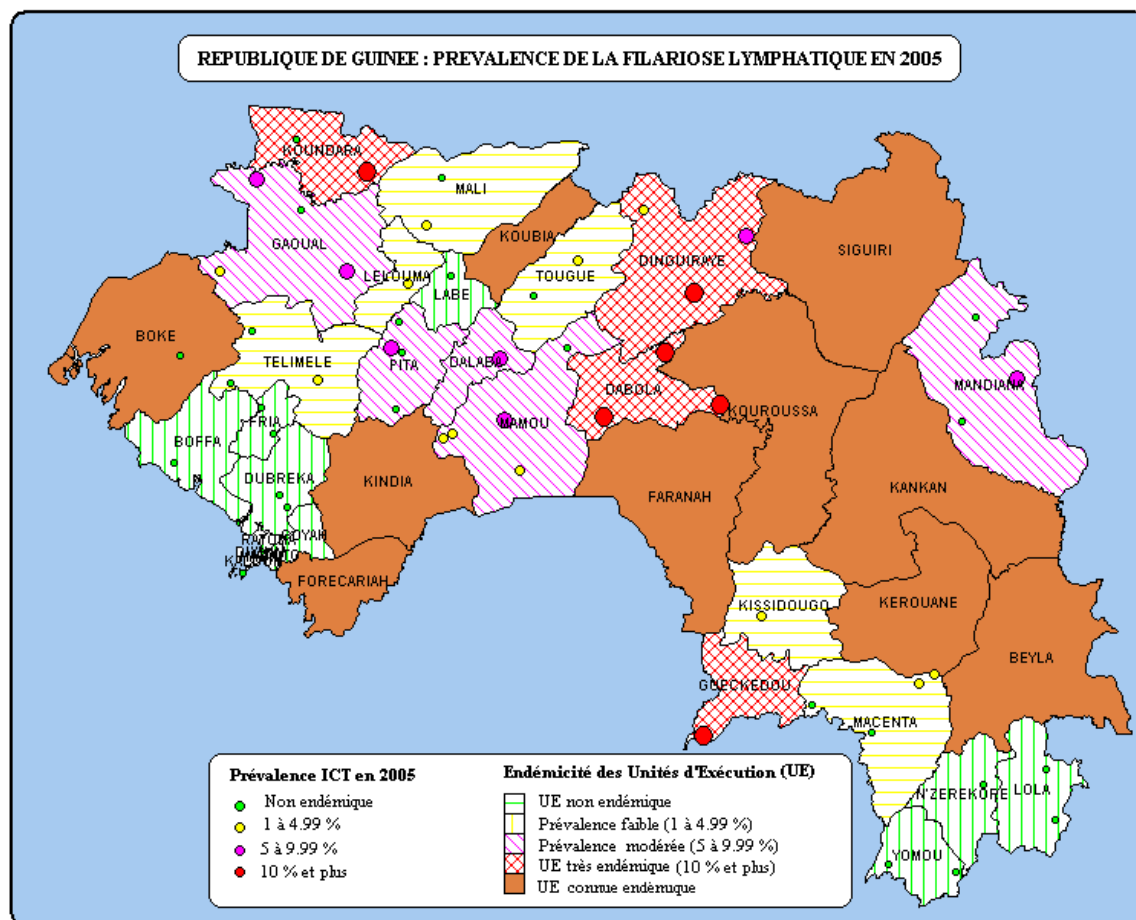 REPUBLIQUE DE GUINEE : PREVALENCE DE LA FILARIOSE LYMPHATIQUE EN 2005
KOUNDARA
MALI
KOUBIA
SIGUIRI
GAOUAL
LELOUMA
LABE
TOUGUE
DINGUIRAYE
BOKE
TELIMELE
PITA
DALABA
DABOLA
MANDIANA
FRIA
MAMOU
KOUROUSSA
BOFFA
DUBREKA
KINDIA
FARANAH
KANKAN
COYAH
FORECARIAH
KISSIDOUGO
KEROUANE
BEYLA
GUECKEDOU
MACENTA
N'ZEREKORE
LOLA
YOMOU
Prévalence ICT en 2005
Non endémique
1 à 4.99 %
5 à 9.99 %
10 % et plus
Endémicité des Unités d'Exécution (UE)
UE non endémique
Prévalence faible (1 à 4.99 %)
Prévalence modérée (5 à 9.99 %)
UE très endémique (10 % et plus)
UE connue endémique